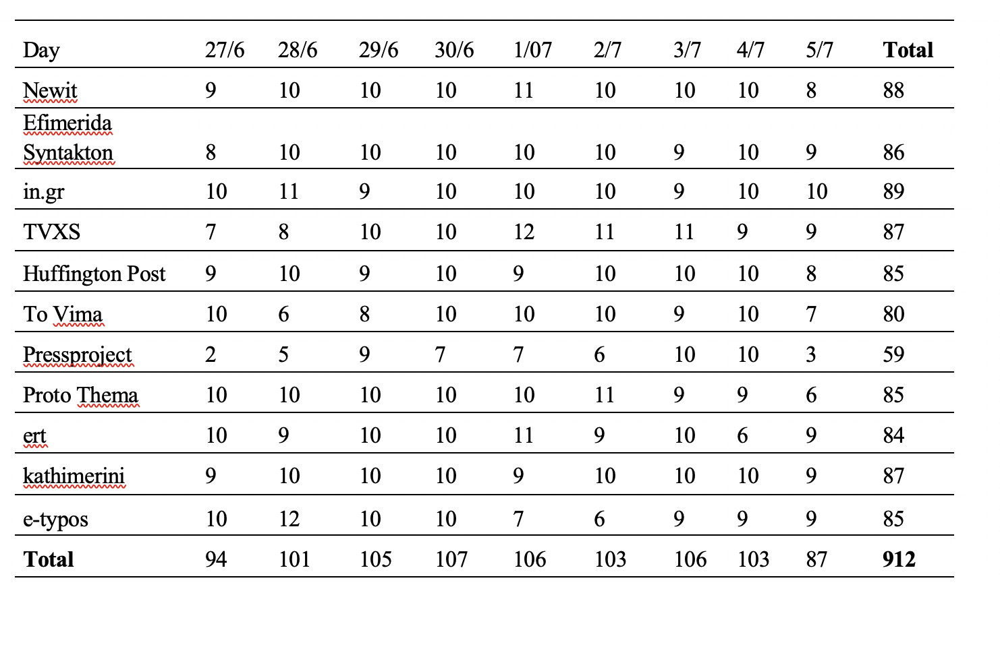 Day 27/6 28/6 29/6 30/6 1/07 2/7 3/7 4/7 5/7 Total
Newit 9 10 10 10 11 10 10 10 8 88
Efimerida
Syntakton 8 10 10 10 10 10 9 10 9 86
in.gr 10 11 9 10 10 10 9 10 10 89
TVXS 7 8 10 10 12 11 11 9 9 87
Huffington Post 9 10 9 10 9 10 10 10 8 85
To Vima 10 6 8 10 10 10 9 10 7 80
Pressproject 2 5 9 7 7 6 10 10 3 59
Proto Thema 10 10 10 10 10 11 9 9 6 85
ert 10 9 10 10 11 9 10 6 9 84
kathimerini 9 10 10 10 9 10 10 10 9 87
e-typos 10 12 10 10 7 6 9 9 9 85
Total 94 101 105 107 106 103 106 103 87 912